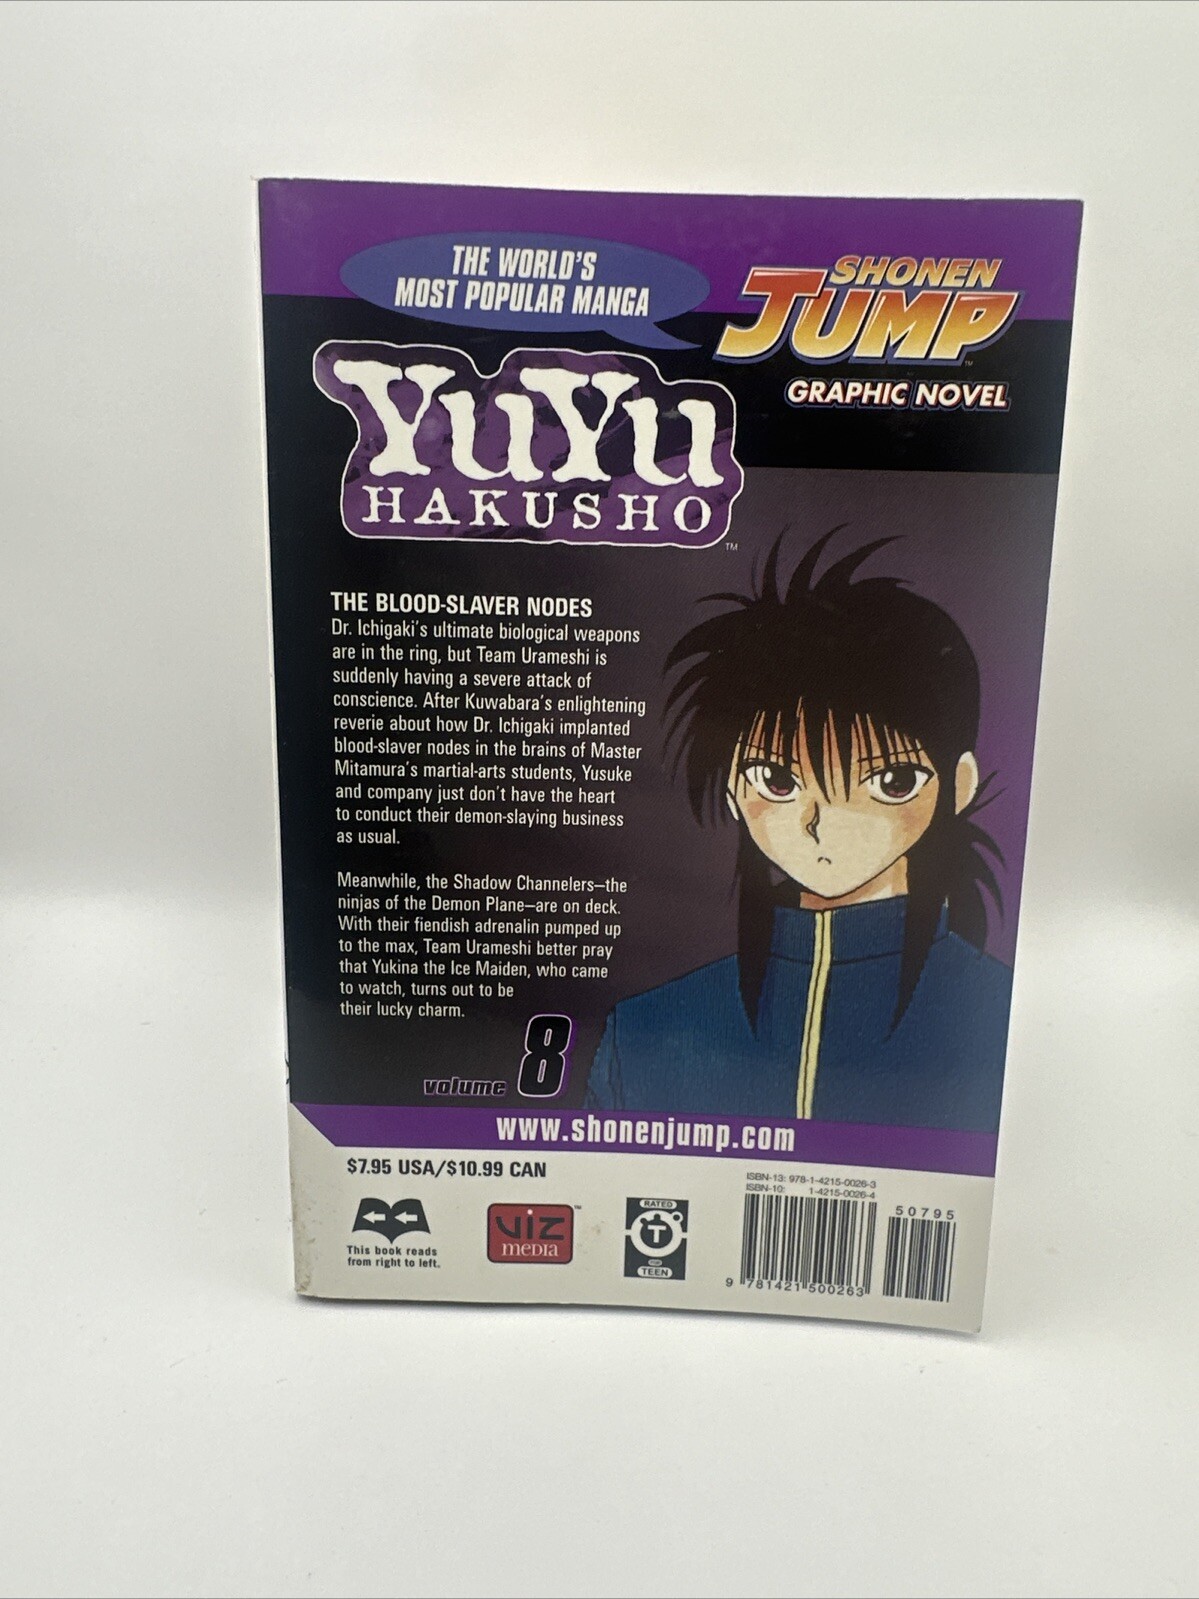 THE WORLD'S
MOST POPULAR MANGA
SHONEN
JUMP
™
GRAPHIC NOVEL
YuYu
HAKUSHO
™
THE BLOOD-SLAVER NODES
Dr. Ichigaki's ultimate biological weapons
are in the ring, but Team Urameshi is
suddenly having a severe attack of
conscience. After Kuwabara's enlightening
reverie about how Dr. Ichigaki implanted
blood-slaver nodes in the brains of Master
Mitamura's martial-arts students, Yusuke
and company just don't have the heart
to conduct their demon-slaying business
as usual.
Meanwhile, the Shadow Channelers—the
ninjas of the Demon Plane—are on deck.
With their fiendish adrenalin pumped up
to the max, Team Urameshi better pray
that Yukina the Ice Maiden, who came
to watch, turns out to be
their lucky charm.
volume 8
www.shonenjump.com
$7.95 USA/$10.99 CAN
This book reads
from right to left.
VIZ
MEDIA
™
RATED
T
FOR
TEEN
ISBN-13: 978-1-4215-0026-3
ISBN-10: 1-4215-0026-4
50795
9 781421 500263